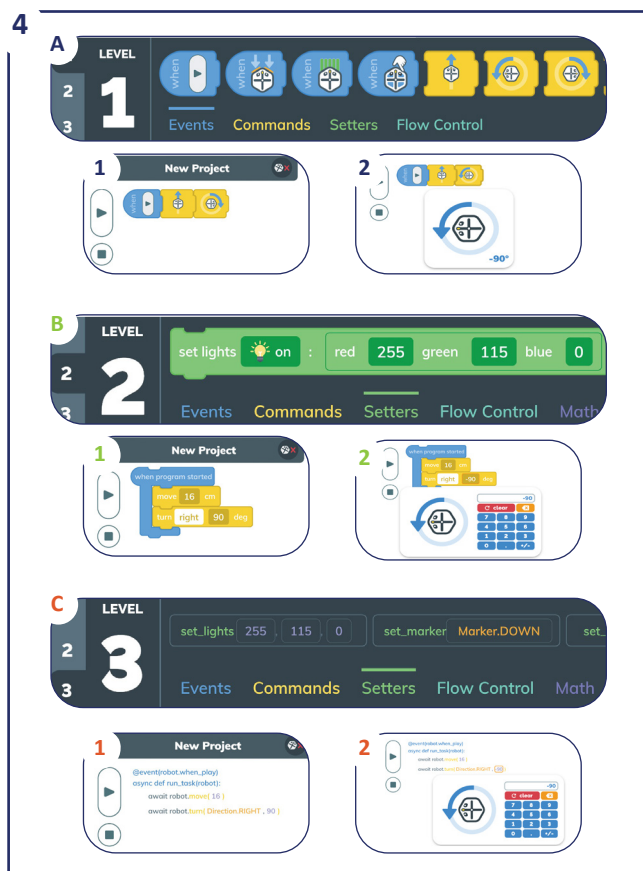 4
A
LEVEL
1
2
3
when
when
when
when
Events Commands Setters Flow Control
1
New Project
when
2
when
-90°
B
LEVEL
2
2
3
set lights on : red 255 green 115 blue 0
Events Commands Setters Flow Control Math
1
New Project
when program started
move 16 cm
turn right 90 deg
2
when program started
move 16 cm
turn right -90 deg
-90
clear
7 8 9
4 5 6
1 2 3
0 . +/-
C
LEVEL
3
2
3
set_lights 255 , 115 , 0 set_marker Marker.DOWN set_
Events Commands Setters Flow Control Math
1
New Project
@event(robot.when_play)
async def run_task(robot):
await robot.move( 16 )
await robot.turn( Direction.RIGHT , 90 )
2
@event(robot.when_play)
async def run_task(robot):
await robot.move( 16 )
await robot.turn( Direction.RIGHT , -90 )
-90
clear
7 8 9
4 5 6
1 2 3
0 . +/-